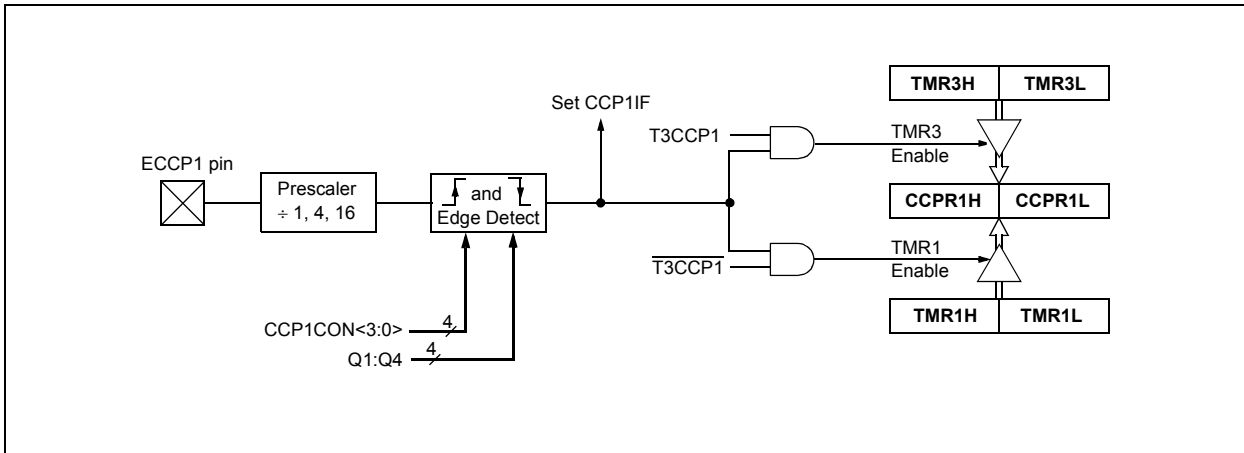 TMR3H TMR3L
Set CCP1IF
T3CCP1
TMR3
Enable
ECCP1 pin
Prescaler
÷ 1, 4, 16
and
Edge Detect
CCPR1H CCPR1L
T3CCP1
TMR1
Enable
TMR1H TMR1L
CCP1CON<3:0> 4
Q1:Q4 4